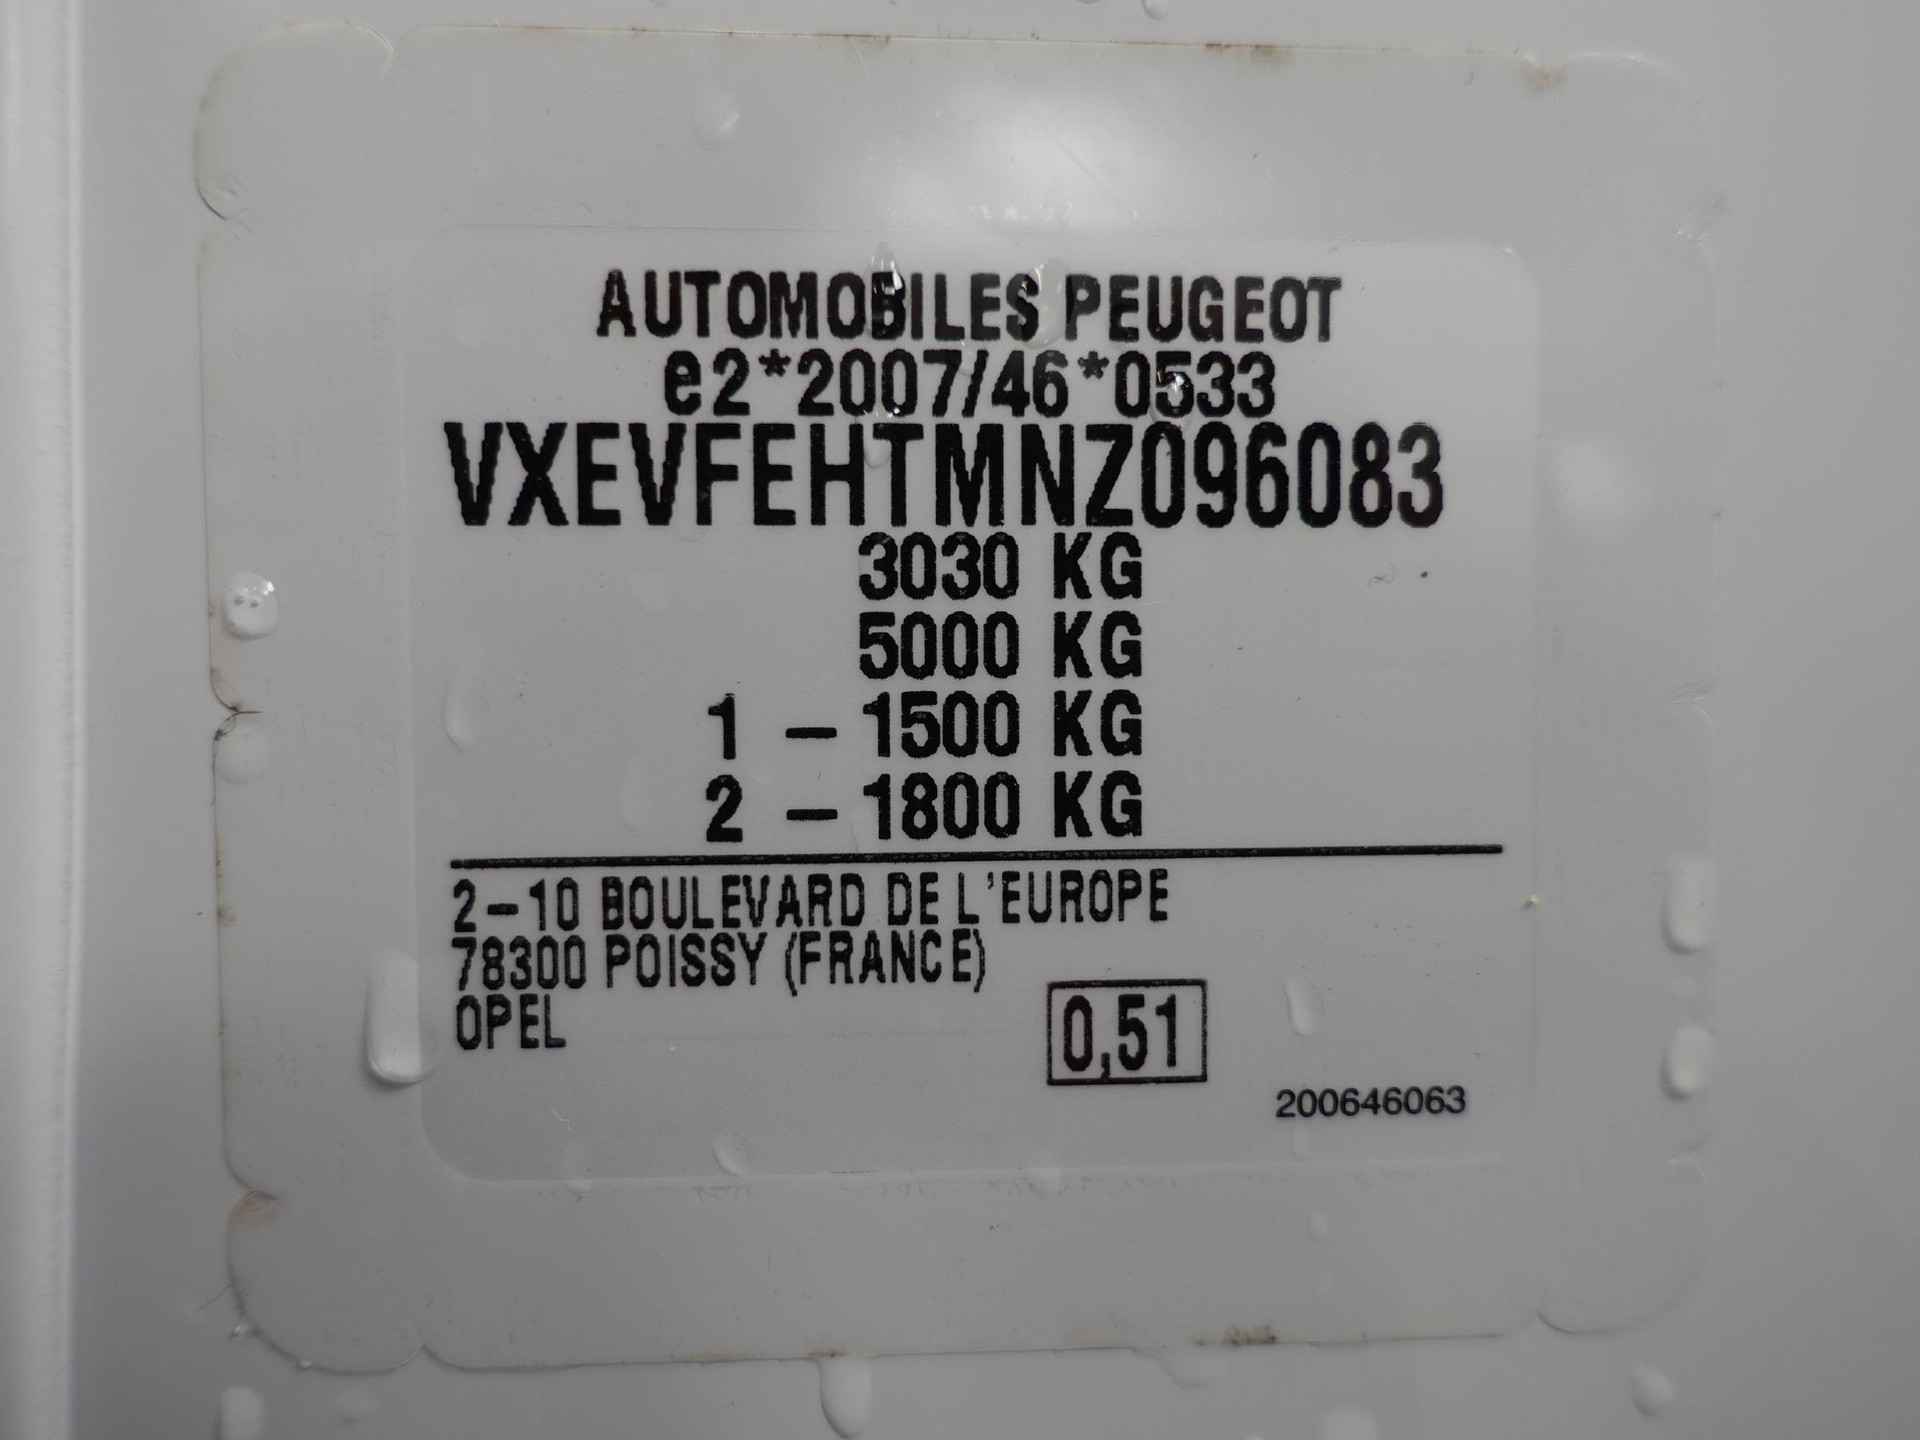 AUTOMOBILES PEUGEOT
e2*2007/46*0533
VXEVFEHTMNZ096083
3030 KG
5000 KG
1 - 1500 KG
2 - 1800 KG
2-10 BOULEVARD DE L'EUROPE
78300 POISSY (FRANCE)
OPEL
0,51
200646063